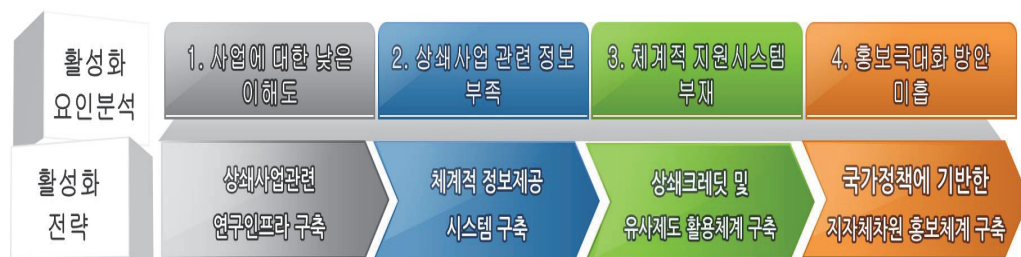 활성화
요인분석
1. 사업에 대한 낮은
이해도
2. 상쇄사업 관련 정보
부족
3. 체계적 지원시스템
부재
4. 홍보극대화 방안
미흡
활성화
전략
상쇄사업관련
연구인프라 구축
체계적 정보제공
시스템 구축
상쇄크레딧 및
유사제도 활용체계 구축
국가정책에 기반한
지자체차원 홍보체계 구축